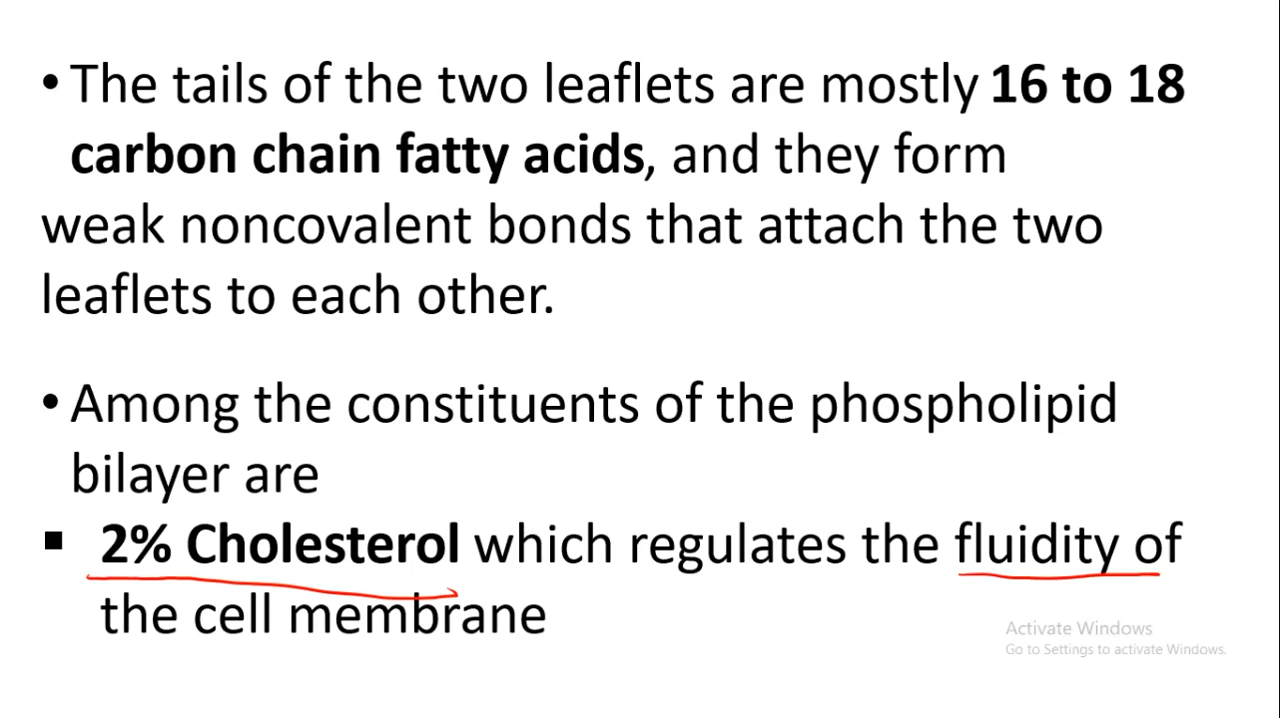 • The tails of the two leaflets are mostly 16 to 18
carbon chain fatty acids, and they form
weak noncovalent bonds that attach the two
leaflets to each other.
• Among the constituents of the phospholipid
bilayer are
▪ 2% Cholesterol which regulates the fluidity of
the cell membrane
Activate Windows
Go to Settings to activate Windows.